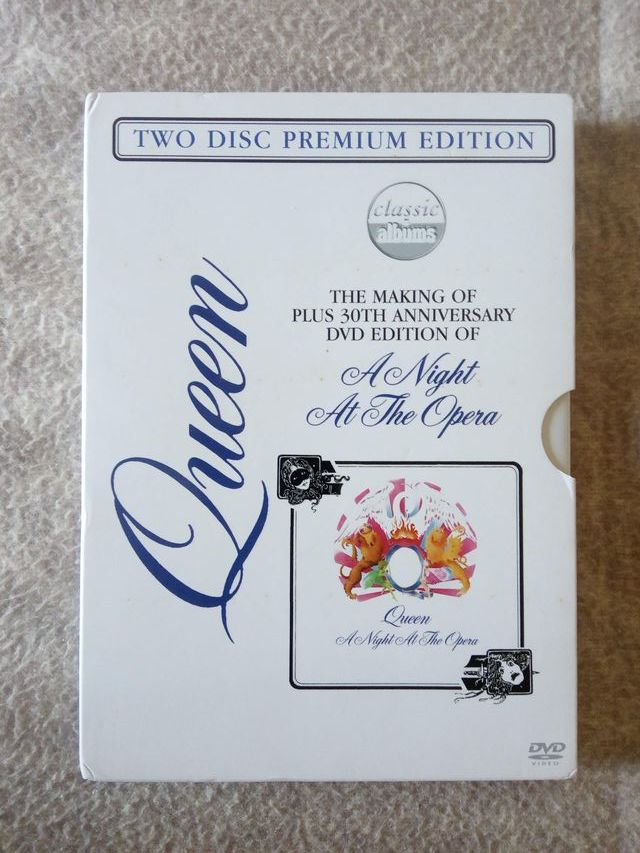 TWO DISC PREMIUM EDITION
classic
albums
THE MAKING OF
PLUS 30TH ANNIVERSARY
DVD EDITION OF
A Night
At The Opera
Queen
Queen
A Night At The Opera
DVD
VIDEO